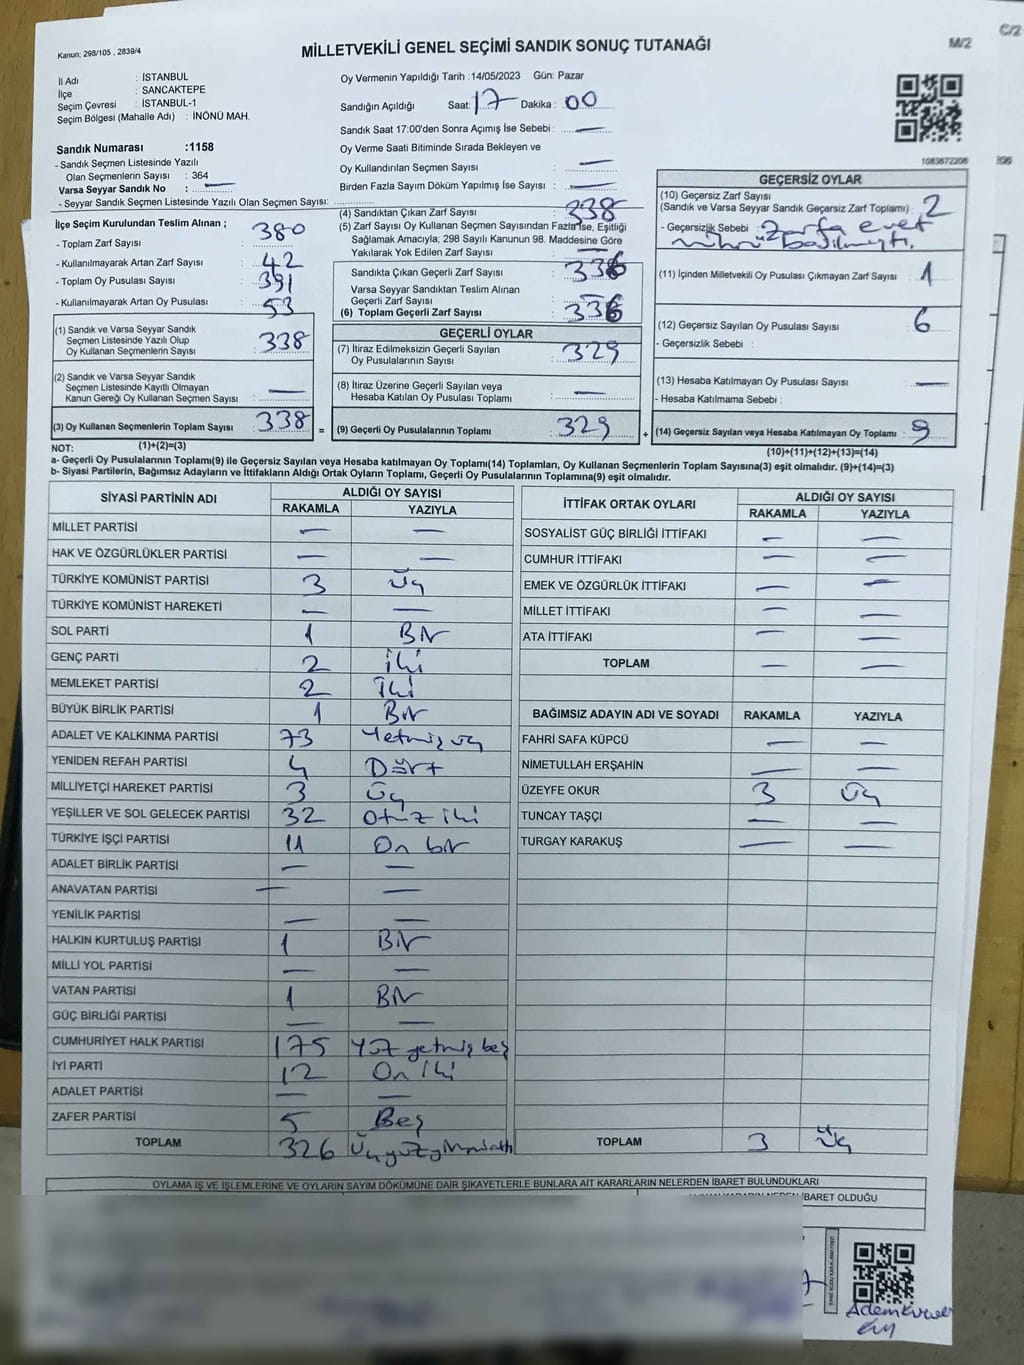 C/2
M/2
Kanun; 298/105 , 2839/4
MİLLETVEKİLİ GENEL SEÇİMİ SANDIK SONUÇ TUTANAĞI
İl Adı : İSTANBUL
İlçe : SANCAKTEPE
Seçim Çevresi : İSTANBUL-1
Seçim Bölgesi (Mahalle Adı) : İNÖNÜ MAH.
Oy Vermenin Yapıldığı Tarih :14/05/2023 Gün: Pazar
Sandığın Açıldığı Saat: 17 Dakika : 00
Sandık Saat 17:00'den Sonra Açımış İse Sebebi : —
Oy Verme Saati Bitiminde Sırada Bekleyen ve
Oy Kullandırılan Seçmen Sayısı : —
Birden Fazla Sayım Döküm Yapılmış İse Sayısı : —
1083672206
Sandık Numarası :1158
- Sandık Seçmen Listesinde Yazılı
Olan Seçmenlerin Sayısı : 364
Varsa Seyyar Sandık No : —
- Seyyar Sandık Seçmen Listesinde Yazılı Olan Seçmen Sayısı:
İlçe Seçim Kurulundan Teslim Alınan ;
- Toplam Zarf Sayısı : 380
- Kullanılmayarak Artan Zarf Sayısı : 42
- Toplam Oy Pusulası Sayısı : 391
- Kullanılmayarak Artan Oy Pusulası : 53
(1) Sandık ve Varsa Seyyar Sandık
Seçmen Listesinde Yazılı Olup
Oy Kullanan Seçmenlerin Sayısı : 338
(2) Sandık ve Varsa Seyyar Sandık
Seçmen Listesinde Kayıtlı Olmayan
Kanun Gereği Oy Kullanan Seçmen Sayısı : —
(3) Oy Kullanan Seçmenlerin Toplam Sayısı : 338 =
(1)+(2)=(3)
(4) Sandıktan Çıkan Zarf Sayısı : 338
(5) Zarf Sayısı Oy Kullanan Seçmen Sayısından Fazla İse, Eşitliği
Sağlamak Amacıyla; 298 Sayılı Kanunun 98. Maddesine Göre
Yakılarak Yok Edilen Zarf Sayısı : —
Sandıkta Çıkan Geçerli Zarf Sayısı : 336
Varsa Seyyar Sandıktan Teslim Alınan
Geçerli Zarf Sayısı : —
(6) Toplam Geçerli Zarf Sayısı : 336
GEÇERLİ OYLAR
(7) İtiraz Edilmeksizin Geçerli Sayılan
Oy Pusulalarının Sayısı : 329
(8) İtiraz Üzerine Geçerli Sayılan veya
Hesaba Katılan Oy Pusulası Toplamı : —
(9) Geçerli Oy Pusulalarının Toplamı : 329 +
GEÇERSİZ OYLAR
(10) Geçersiz Zarf Sayısı
(Sandık ve Varsa Seyyar Sandık Geçersiz Zarf Toplamı) : 2
- Geçersizlik Sebebi : Zarfa evet
mührü basılmıştı.
(11) İçinden Milletvekili Oy Pusulası Çıkmayan Zarf Sayısı : 1
(12) Geçersiz Sayılan Oy Pusulası Sayısı : 6
- Geçersizlik Sebebi :
(13) Hesaba Katılmayan Oy Pusulası Sayısı : —
- Hesaba Katılmama Sebebi :
(14) Geçersiz Sayılan veya Hesaba Katılmayan Oy Toplamı : 9
(10)+(11)+(12)+(13)=(14)
NOT:
a- Geçerli Oy Pusulalarının Toplamı(9) ile Geçersiz Sayılan veya Hesaba katılmayan Oy Toplamı(14) Toplamları, Oy Kullanan Seçmenlerin Toplam Sayısına(3) eşit olmalıdır. (9)+(14)=(3)
b- Siyasi Partilerin, Bağımsız Adayların ve İttifakların Aldığı Ortak Oyların Toplamı, Geçerli Oy Pusulalarının Toplamına(9) eşit olmalıdır.
SİYASİ PARTİNİN ADI ALDIĞI OY SAYISI
RAKAMLA YAZIYLA
MİLLET PARTİSİ — —
HAK VE ÖZGÜRLÜKLER PARTİSİ — —
TÜRKİYE KOMÜNİST PARTİSİ 3 Üç
TÜRKİYE KOMÜNİST HAREKETİ — —
SOL PARTİ 1 Bir
GENÇ PARTİ 2 İki
MEMLEKET PARTİSİ 2 İki
BÜYÜK BİRLİK PARTİSİ 1 Bir
ADALET VE KALKINMA PARTİSİ 73 Yetmiş üç
YENİDEN REFAH PARTİSİ 4 Dört
MİLLİYETÇİ HAREKET PARTİSİ 3 Üç
YEŞİLLER VE SOL GELECEK PARTİSİ 32 Otuz iki
TÜRKİYE İŞÇİ PARTİSİ 11 On bir
ADALET BİRLİK PARTİSİ — —
ANAVATAN PARTİSİ — —
YENİLİK PARTİSİ — —
HALKIN KURTULUŞ PARTİSİ 1 Bir
MİLLİ YOL PARTİSİ — —
VATAN PARTİSİ 1 Bir
GÜÇ BİRLİĞİ PARTİSİ — —
CUMHURİYET HALK PARTİSİ 175 Yüz yetmiş beş
İYİ PARTİ 12 On iki
ADALET PARTİSİ — —
ZAFER PARTİSİ 5 Beş
TOPLAM 326 Üçyüzyirmialtı
İTTİFAK ORTAK OYLARI ALDIĞI OY SAYISI
RAKAMLA YAZIYLA
SOSYALİST GÜÇ BİRLİĞİ İTTİFAKI — —
CUMHUR İTTİFAKI — —
EMEK VE ÖZGÜRLÜK İTTİFAKI — —
MİLLET İTTİFAKI — —
ATA İTTİFAKI — —
TOPLAM — —
BAĞIMSIZ ADAYIN ADI VE SOYADI RAKAMLA YAZIYLA
FAHRİ SAFA KÜPCÜ — —
NİMETULLAH ERŞAHİN — —
ÜZEYFE OKUR 3 Üç
TUNCAY TAŞÇI — —
TURGAY KARAKUŞ — —
TOPLAM 3 Üç
OYLAMA İŞ VE İŞLEMLERİNE VE OYLARIN SAYIM DÖKÜMÜNE DAİR ŞİKAYETLERLE BUNLARA AİT KARARLARIN NELERDEN İBARET BULUNDUKLARI
İBARET OLDUĞU
Adem